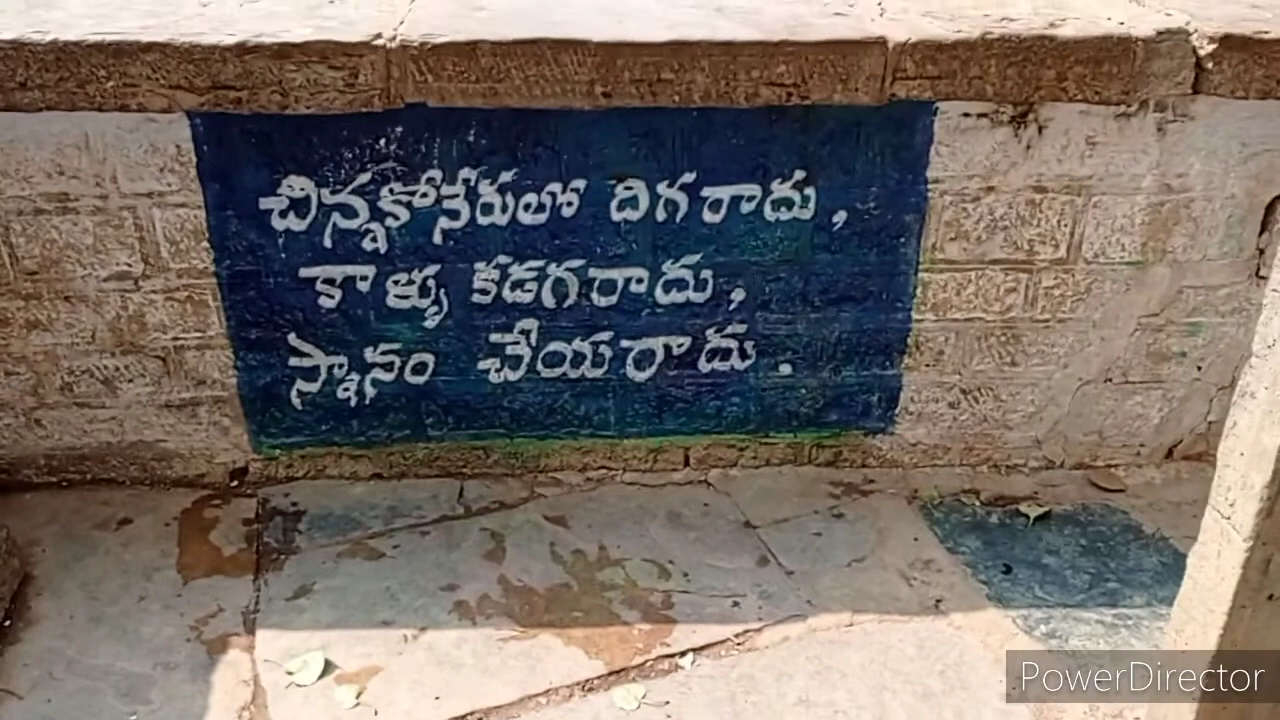 చిన్నకోనేరులో దిగరాదు,
కాళ్ళు కడగరాదు,
స్నానం చేయరాదు.
PowerDirector